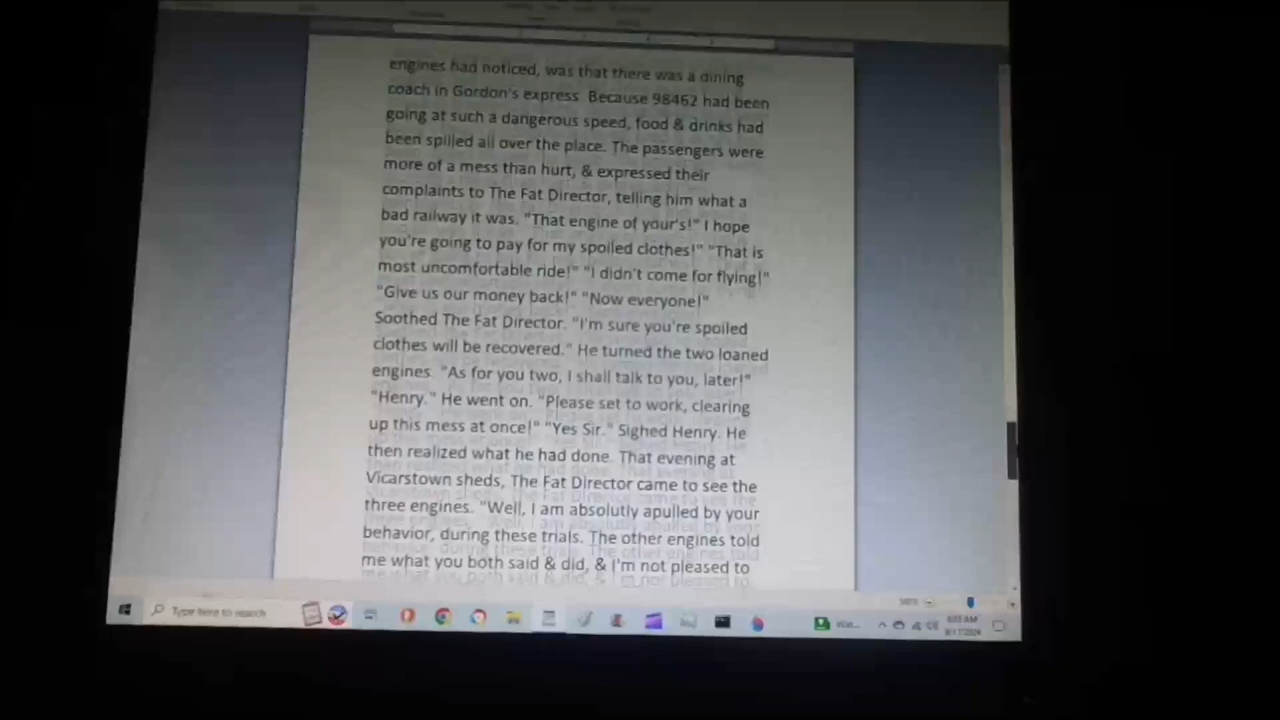 engines had noticed, was that there was a dining
coach in Gordon's express. Because 98462 had been
going at such a dangerous speed, food & drinks had
been spilled all over the place. The passengers were
more of a mess than hurt, & expressed their
complaints to The Fat Director, telling him what a
bad railway it was. "That engine of your's!" I hope
you're going to pay for my spoiled clothes!" "That is
most uncomfortable ride!" "I didn't come for flying!"
"Give us our money back!" "Now everyone!"
Soothed The Fat Director. "I'm sure you're spoiled
clothes will be recovered." He turned the two loaned
engines. "As for you two, I shall talk to you, later!"
"Henry." He went on. "Please set to work, clearing
up this mess at once!" "Yes Sir." Sighed Henry. He
then realized what he had done. That evening at
Vicarstown sheds, The Fat Director came to see the
three engines. "Well, I am absolutly apulled by your
behavior, during these trials. The other engines told
me what you both said & did, & I'm not pleased to
Type here to search